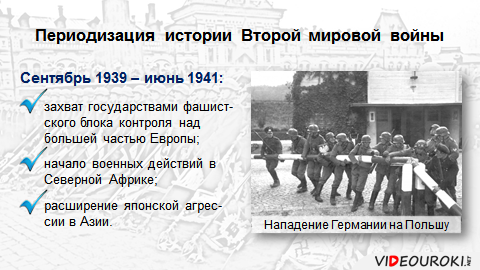 Периодизация истории Второй мировой войны
Сентябрь 1939 – июнь 1941:
захват государствами фашист-
ского блока контроля над
большей частью Европы;
начало военных действий в
Северной Африке;
расширение японской агрес-
сии в Азии.
Нападение Германии на Польшу
VIDEOUROKI.NET